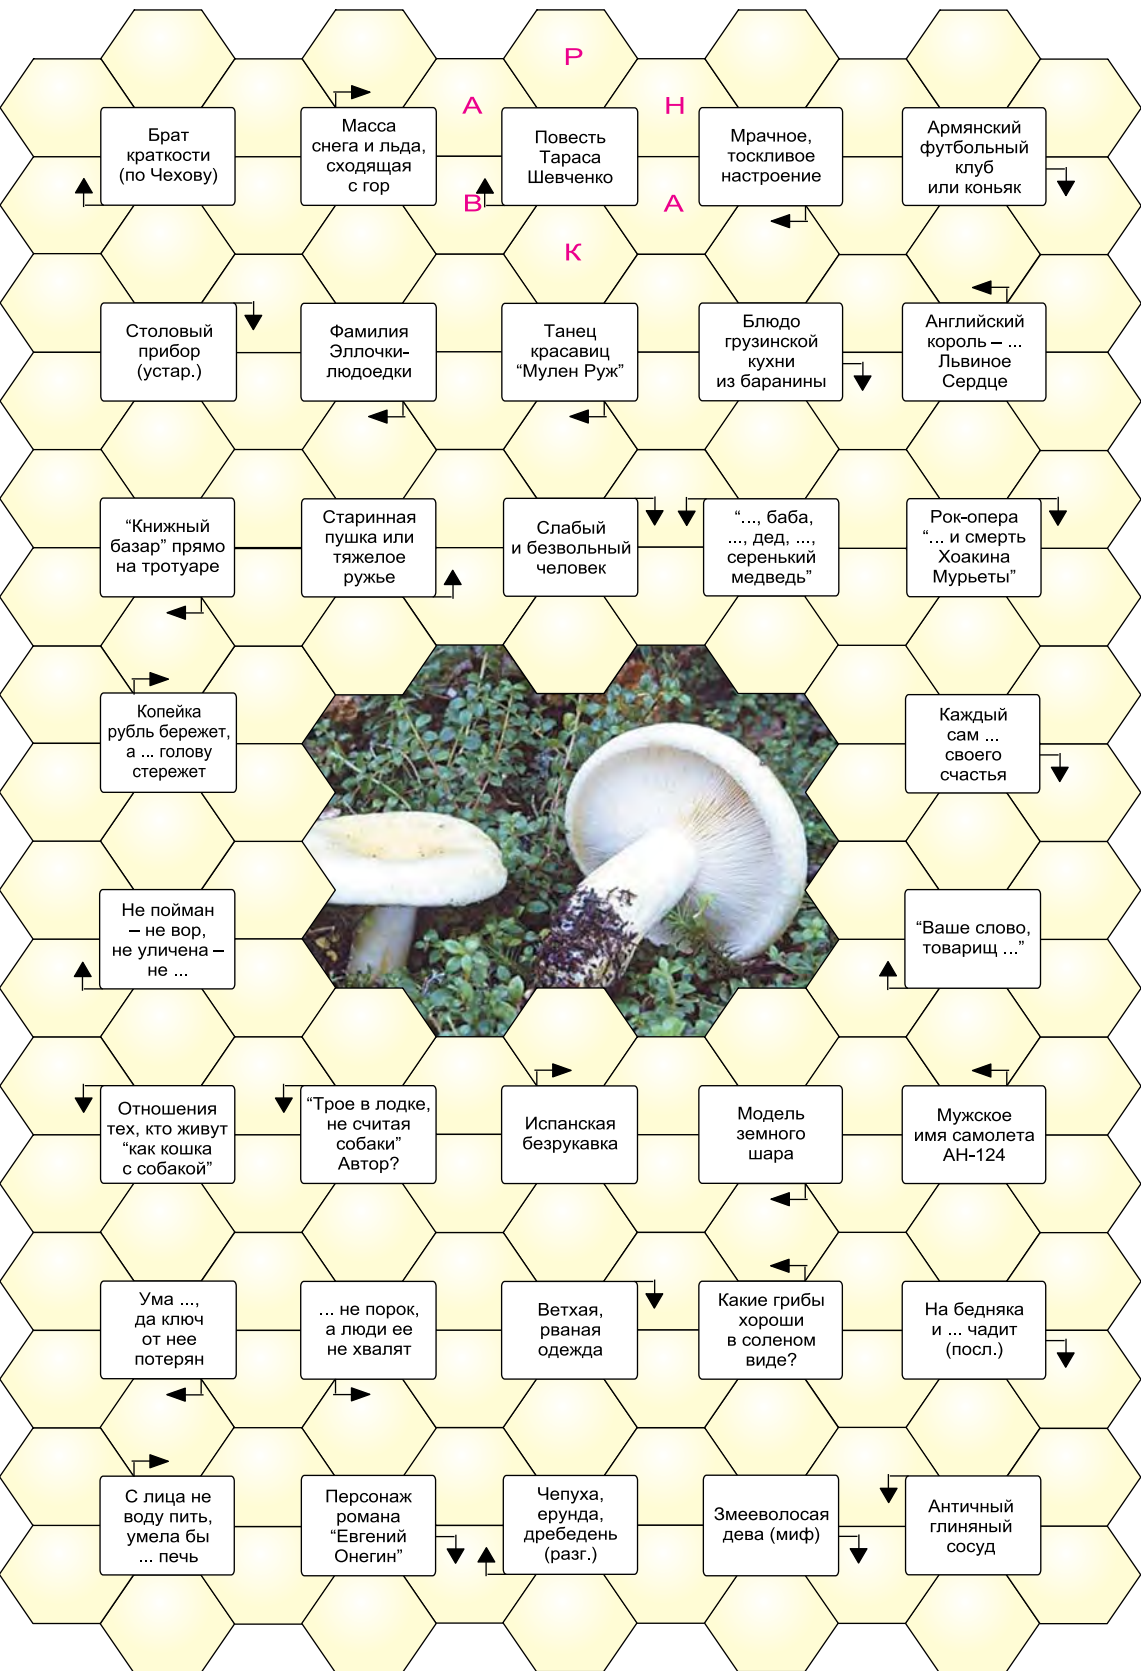 Р
А
Н
Брат
краткости
(по Чехову)
Масса
снега и льда,
сходящая
с гор
Повесть
Тараса
Шевченко
Мрачное,
тоскливое
настроение
Армянский
футбольный
клуб
или коньяк
В
А
К
Столовый
прибор
(устар.)
Фамилия
Эллочки-
людоедки
Танец
красавиц
“Мулен Руж”
Блюдо
грузинской
кухни
из баранины
Английский
король – ...
Львиное
Сердце
“Книжный
базар” прямо
на тротуаре
Старинная
пушка или
тяжелое
ружье
Слабый
и безвольный
человек
“..., баба,
..., дед, ...,
серенький
медведь”
Рок-опера
“... и смерть
Хоакина
Мурьеты”
Копейка
рубль бережет,
а ... голову
стережет
Каждый
сам ...
своего
счастья
Не пойман
– не вор,
не уличена –
не ...
“Ваше слово,
товарищ ...”
Отношения
тех, кто живут
“как кошка
с собакой”
“Трое в лодке,
не считая
собаки”
Автор?
Испанская
безрукавка
Модель
земного
шара
Мужское
имя самолета
АН-124
Ума ...,
да ключ
от нее
потерян
... не порок,
а люди ее
не хвалят
Ветхая,
рваная
одежда
Какие грибы
хороши
в соленом
виде?
На бедняка
и ... чадит
(посл.)
С лица не
воду пить,
умела бы
... печь
Персонаж
романа
“Евгений
Онегин”
Чепуха,
ерунда,
дребедень
(разг.)
Змееволосая
дева (миф)
Античный
глиняный
сосуд